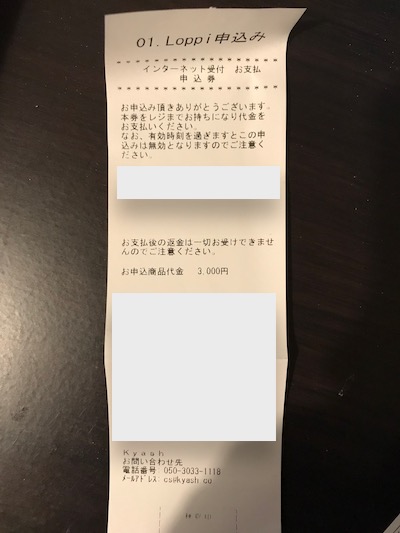 01.Loppi申込み
********************
インターネット受付 お支払
申込券
********************
お申込み頂きありがとうございます。
本券をレジまでお持ちになり代金を
お支払いください。
なお、有効時刻を過ぎますとこの申
込みは無効となりますのでご注意く
ださい。
お支払後の返金は一切お受けできませ
んのでご注意ください。
お申込商品代金 3,000円
Kyash
お問い合わせ先
電話番号 050-3033-1118
ﾒｰﾙｱﾄﾞﾚｽ cs@kyash.co